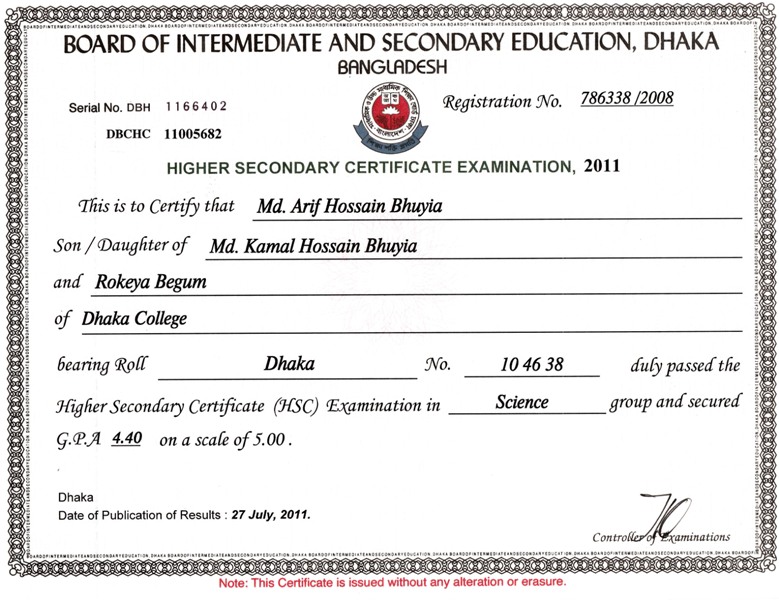 BOARD OF INTERMEDIATE AND SECONDARY EDUCATION, DHAKA
BANGLADESH
Serial No. DBH 1166402
Registration No. 786338 /2008
DBCHC 11005682
HIGHER SECONDARY CERTIFICATE EXAMINATION, 2011
This is to Certify that Md. Arif Hossain Bhuyia
Son / Daughter of Md. Kamal Hossain Bhuyia
and Rokeya Begum
of Dhaka College
bearing Roll Dhaka No. 10 46 38 duly passed the
Higher Secondary Certificate (HSC) Examination in Science group and secured
G.P.A 4.40 on a scale of 5.00 .
Dhaka
Date of Publication of Results : 27 July, 2011.
Controller of Examinations
Note: This Certificate is issued without any alteration or erasure.